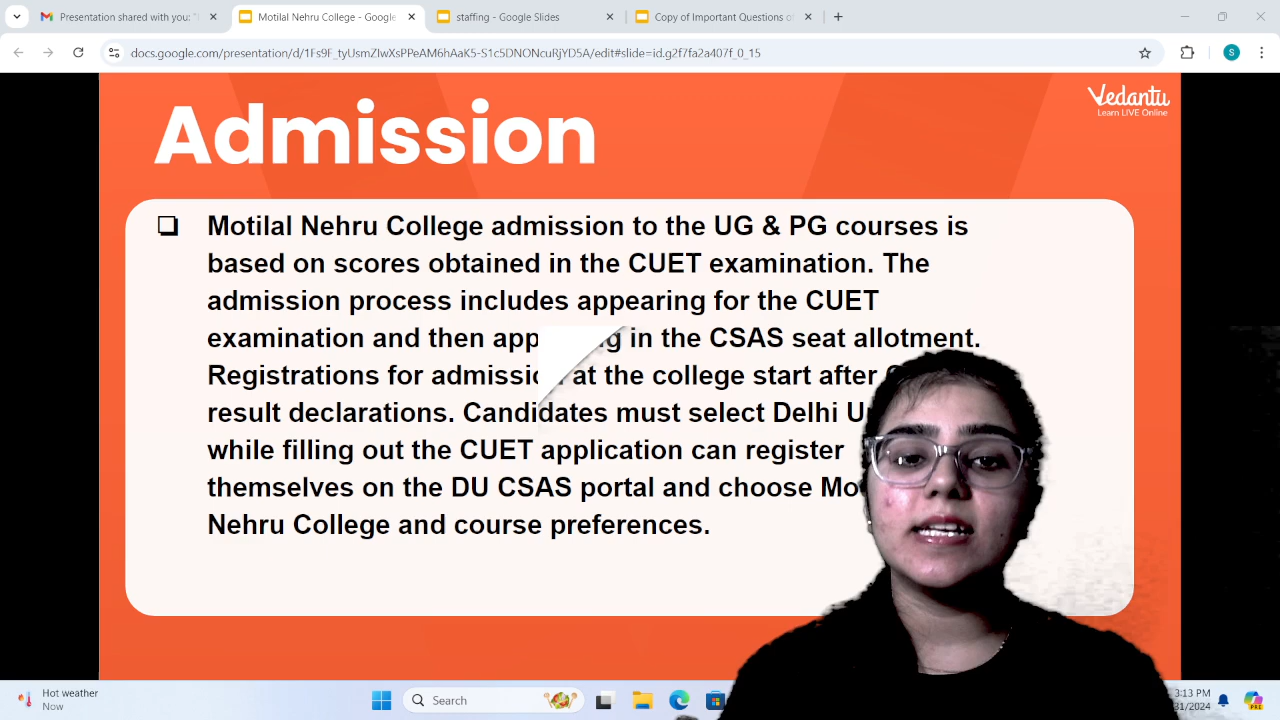 Presentation shared with you: "
Motilal Nehru College - Google
staffing - Google Slides
Copy of Important Questions of
docs.google.com/presentation/d/1Fs9F_tyUsmZlwXsPPeAM6hAaK5-S1c5DNONcuRjYD5A/edit#slide=id.g2f7fa2a407f_0_15
S
Vedantu
Learn LIVE Online
Admission
Motilal Nehru College admission to the UG & PG courses is
based on scores obtained in the CUET examination. The
admission process includes appearing for the CUET
examination and then app g in the CSAS seat allotment.
Registrations for admissi at the college start after
result declarations. Candidates must select Delhi U
while filling out the CUET application can register
themselves on the DU CSAS portal and choose Mo
Nehru College and course preferences.
Hot weather
Now
Search
3:13 PM
31/2024
PRE